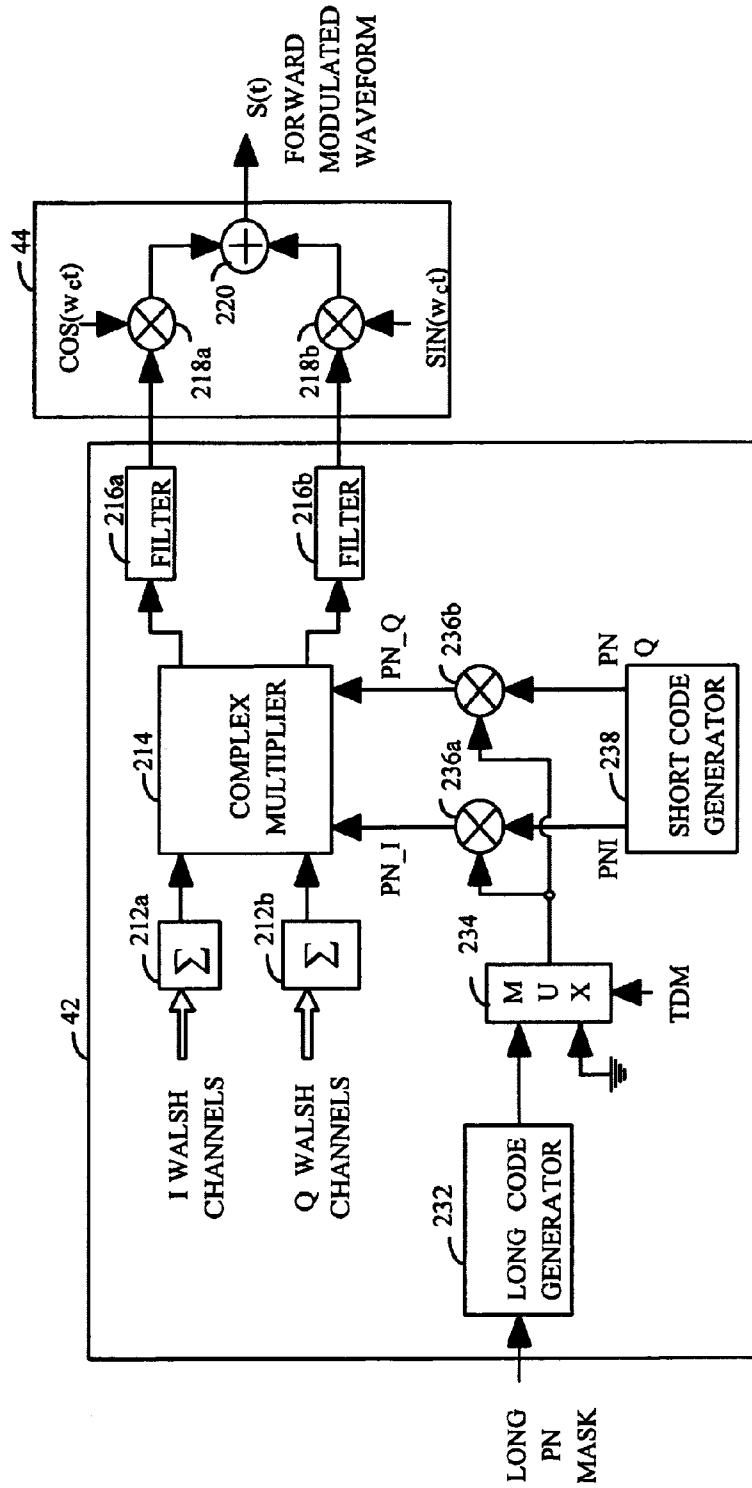 42
I WALSH
CHANNELS
212a
Σ
Q WALSH
CHANNELS
212b
Σ
214
COMPLEX
MULTIPLIER
216a
FILTER
216b
FILTER
44
COS(wct)
218a
218b
SIN(wct)
220
S(t)
FORWARD
MODULATED
WAVEFORM
PN_I
PN_Q
236a
236b
LONG
PN
MASK
232
LONG CODE
GENERATOR
234
M
U
X
TDM
PNI
PN
Q
238
SHORT CODE
GENERATOR